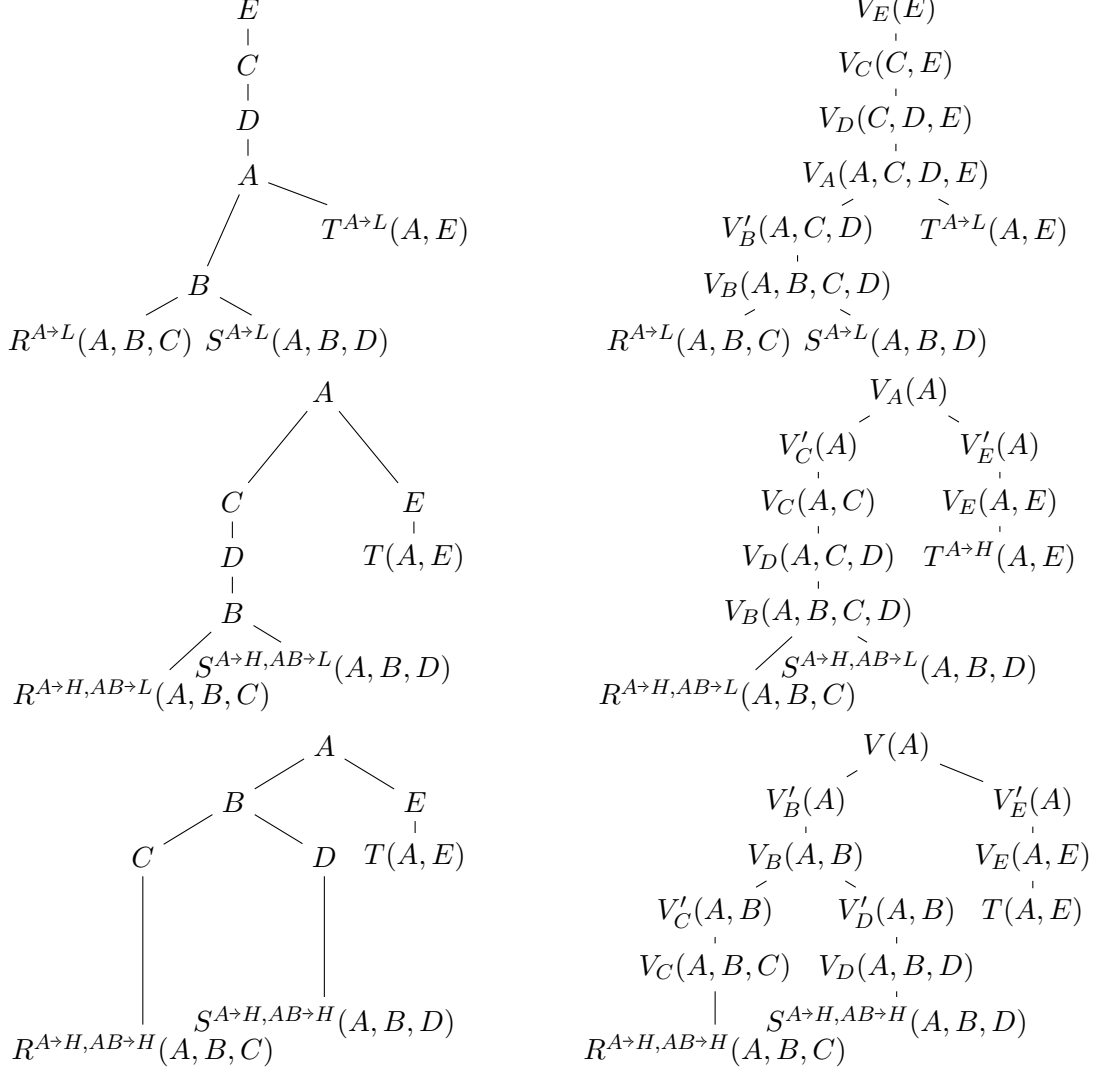 E V_E(E)
C V_C(C, E)
D V_D(C, D, E)
A V_A(A, C, D, E)
T^{A→L}(A, E) V'_B(A, C, D) T^{A→L}(A, E)
B V_B(A, B, C, D)
R^{A→L}(A, B, C) S^{A→L}(A, B, D) R^{A→L}(A, B, C) S^{A→L}(A, B, D)
A V_A(A)
V'_C(A) V'_E(A)
C E V_C(A, C) V_E(A, E)
D T(A, E) V_D(A, C, D) T^{A→H}(A, E)
B V_B(A, B, C, D)
S^{A→H,AB→L}(A, B, D) S^{A→H,AB→L}(A, B, D)
R^{A→H,AB→L}(A, B, C) R^{A→H,AB→L}(A, B, C)
A V(A)
B E V'_B(A) V'_E(A)
C D T(A, E) V_B(A, B) V_E(A, E)
V'_C(A, B) V'_D(A, B) T(A, E)
V_C(A, B, C) V_D(A, B, D)
S^{A→H,AB→H}(A, B, D) S^{A→H,AB→H}(A, B, D)
R^{A→H,AB→H}(A, B, C) R^{A→H,AB→H}(A, B, C)